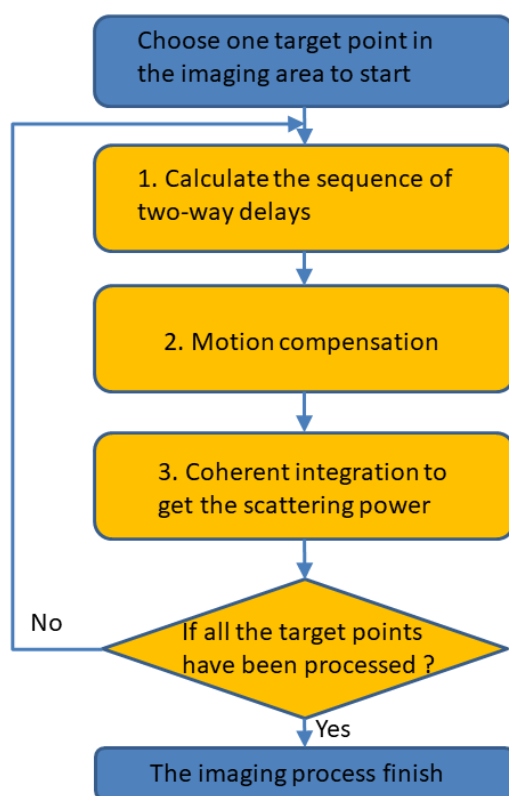 Choose one target point in
the imaging area to start
1. Calculate the sequence of
two-way delays
2. Motion compensation
3. Coherent integration to
get the scattering power
If all the target points
have been processed ?
No
Yes
The imaging process finish